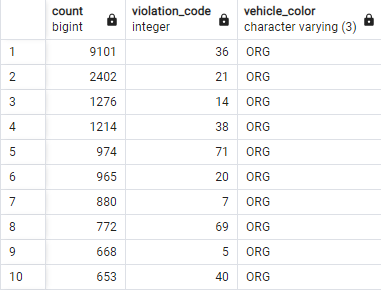 count violation_code vehicle_color
bigint integer character varying (3)
1 9101 36 ORG
2 2402 21 ORG
3 1276 14 ORG
4 1214 38 ORG
5 974 71 ORG
6 965 20 ORG
7 880 7 ORG
8 772 69 ORG
9 668 5 ORG
10 653 40 ORG